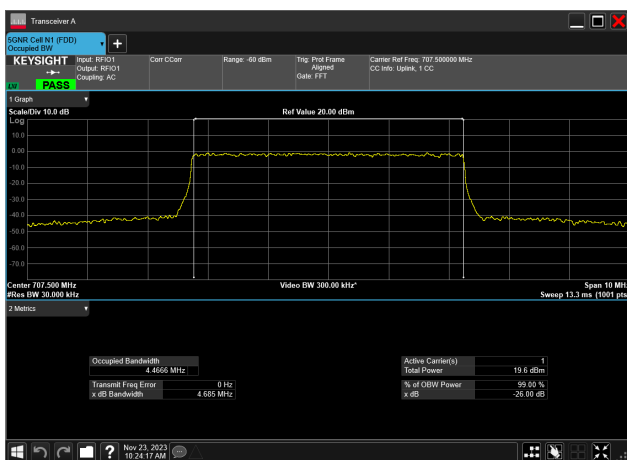 Transceiver A
5GNR Cell N1 (FDD)
Occupied BW
KEYSIGHT
LXI
PASS
Input: RFIO1
Output: RFIO1
Coupling: AC
Corr CCorr
Range: -60 dBm
Trig: Prot Frame
Aligned
Gate: FFT
Carrier Ref Freq: 707.500000 MHz
CC Info: Uplink, 1 CC
1 Graph
Scale/Div 10.0 dB
Ref Value 20.00 dBm
Log
10.0
0.00
-10.0
-20.0
-30.0
-40.0
-50.0
-60.0
-70.0
Center 707.500 MHz
Video BW 300.00 kHz*
Span 10 MHz
#Res BW 30.000 kHz
Sweep 13.3 ms (1001 pts
2 Metrics
Occupied Bandwidth
4.4666 MHz
Transmit Freq Error 0 Hz
x dB Bandwidth 4.685 MHz
Active Carrier(s) 1
Total Power 19.6 dBm
% of OBW Power 99.00 %
x dB -26.00 dB
Nov 23, 2023
10:24:17 AM